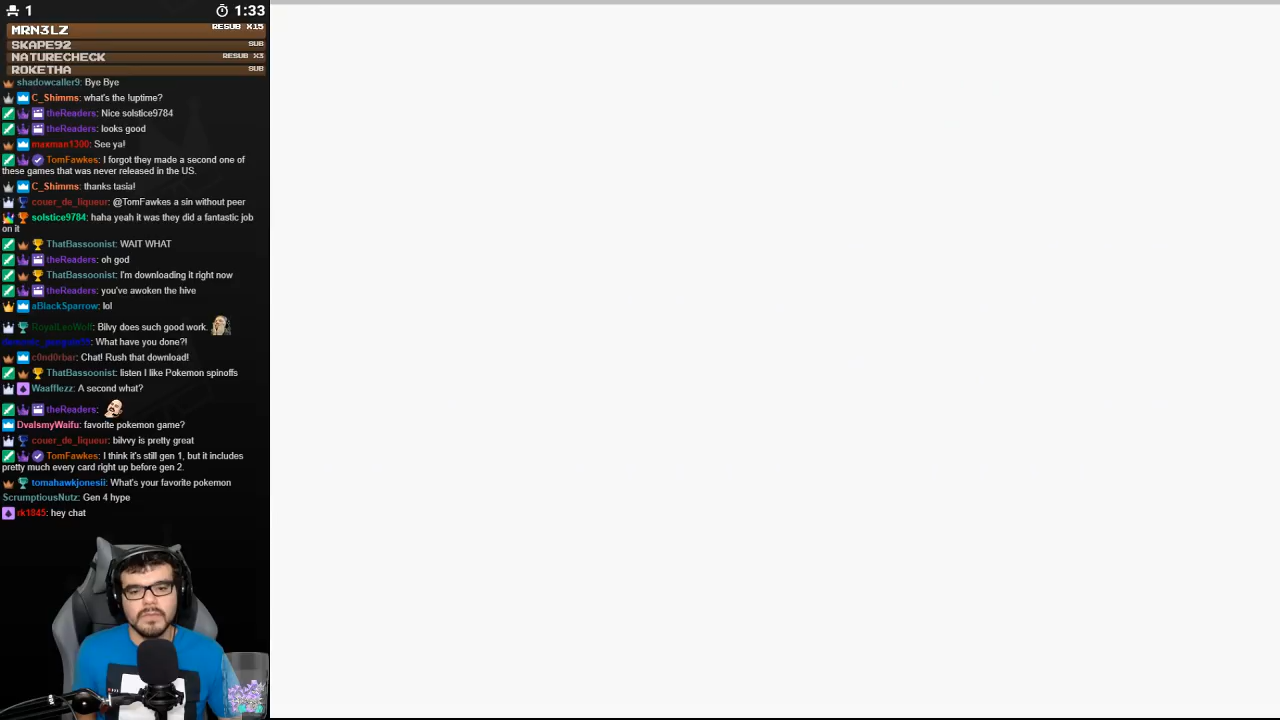 1
1:33
MRN3LZ RESUB X15
SKAPE92 SUB
NATURECHECK RESUB X3
ROKETHA SUB
shadowcaller9: Bye Bye
C_Shimms: what's the !uptime?
theReaders: Nice solstice9784
theReaders: looks good
maxman1300: See ya!
TomFawkes: I forgot they made a second one of
these games that was never released in the US.
C_Shimms: thanks tasia!
couer_de_liqueur: @TomFawkes a sin without peer
solstice9784: haha yeah it was they did a fantastic job
on it
ThatBassoonist: WAIT WHAT
theReaders: oh god
ThatBassoonist: I'm downloading it right now
theReaders: you've awoken the hive
aBlackSparrow: lol
RoyalLeoWolf: Bilvy does such good work.
What have you done?!
c0nd0rbar: Chat! Rush that download!
ThatBassoonist: listen I like Pokemon spinoffs
Waafflezz: A second what?
theReaders:
DvalsmyWaifu: favorite pokemon game?
couer_de_liqueur: bilvvy is pretty great
TomFawkes: I think it's still gen 1, but it includes
pretty much every card right up before gen 2.
tomahawkjonesii: What's your favorite pokemon
ScrumptiousNutz: Gen 4 hype
rk1845: hey chat